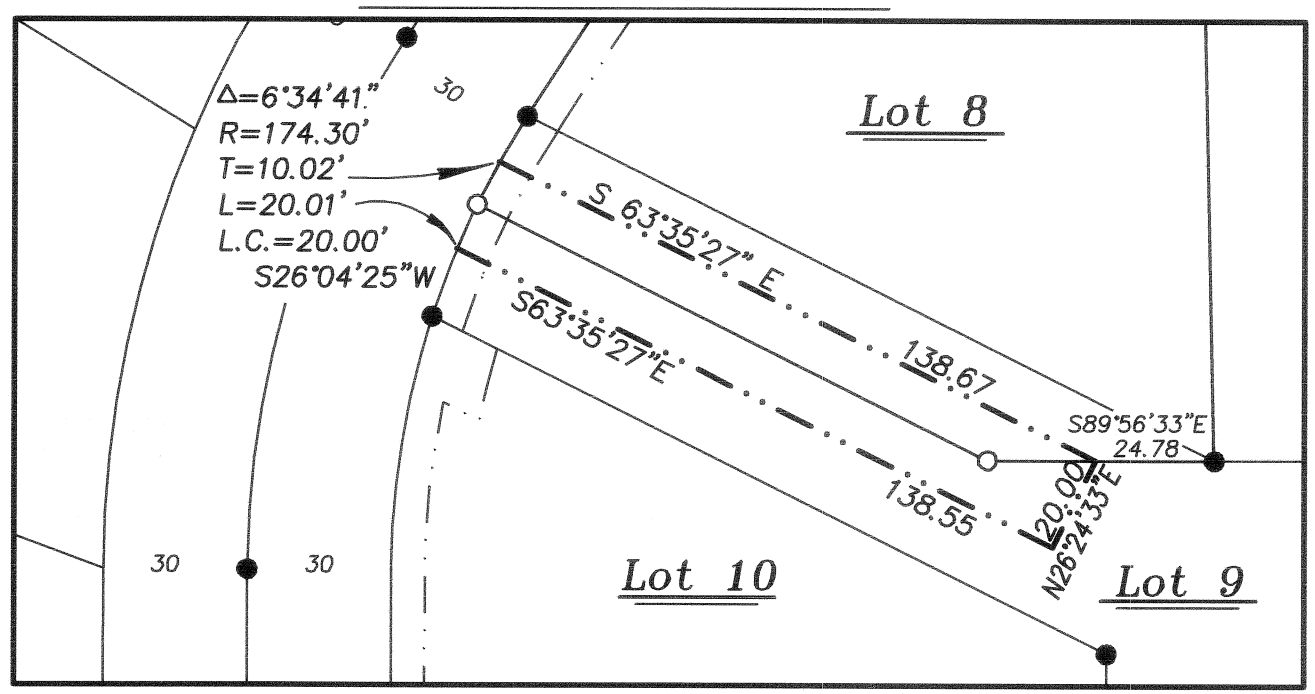 Δ=6°34'41."
R=174.30'
T=10.02'
L=20.01'
L.C.=20.00'
S26°04'25"W
30
Lot 8
S 63°35'27" E
138.67
S63°35'27"E
138.55
S89°56'33"E
24.78
20.00
N26°24'33"E
30
30
Lot 10
Lot 9